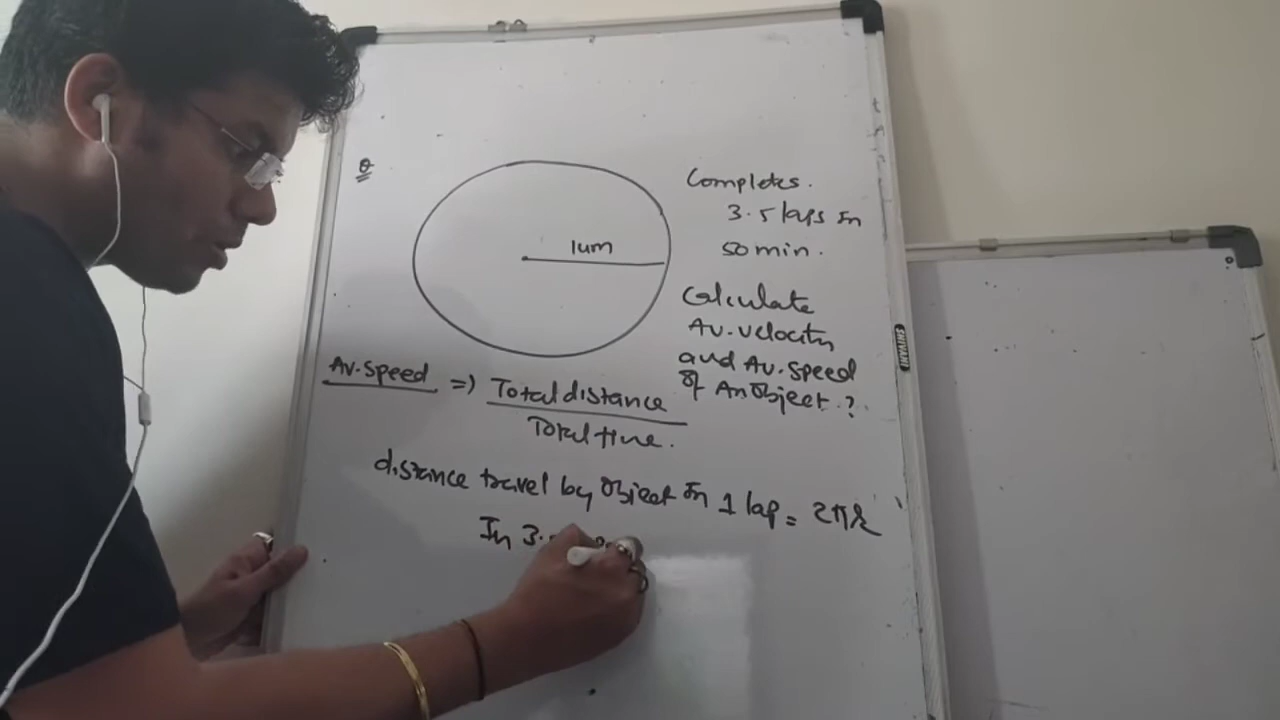 Q
1um
Completes.
3.5 laps In
50 min.
Calculate
Av. velocity
and Av. speed
of An Object.?
Av. speed => Total distance
Total time.
distance travel by Object In 1 lap = 2πr
In 3.
SHIVANI